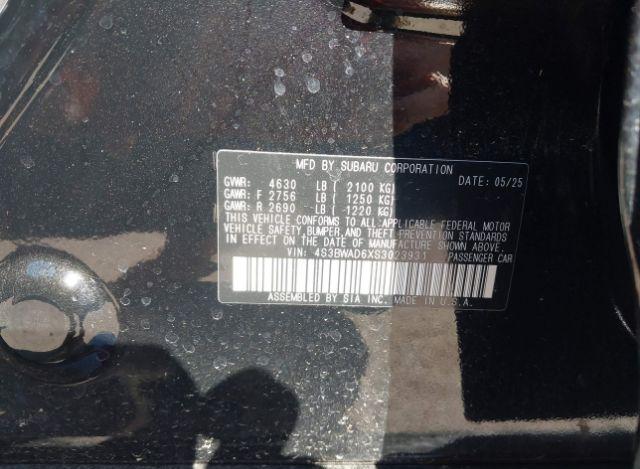 MFD BY SUBARU CORPORATION
GVWR: 4630 LB ( 2100 KG) DATE: 05/25
GAWR: F 2756 LB ( 1250 KG)
GAWR: R 2690 LB ( 1220 KG)
THIS VEHICLE CONFORMS TO ALL APPLICABLE FEDERAL MOTOR
VEHICLE SAFETY, BUMPER, AND THEFT PREVENTION STANDARDS
IN EFFECT ON THE DATE OF MANUFACTURE SHOWN ABOVE.
VIN: 4S3BWAD6XS3023931 PASSENGER CAR
ASSEMBLED BY SIA INC. MADE IN U.S.A.